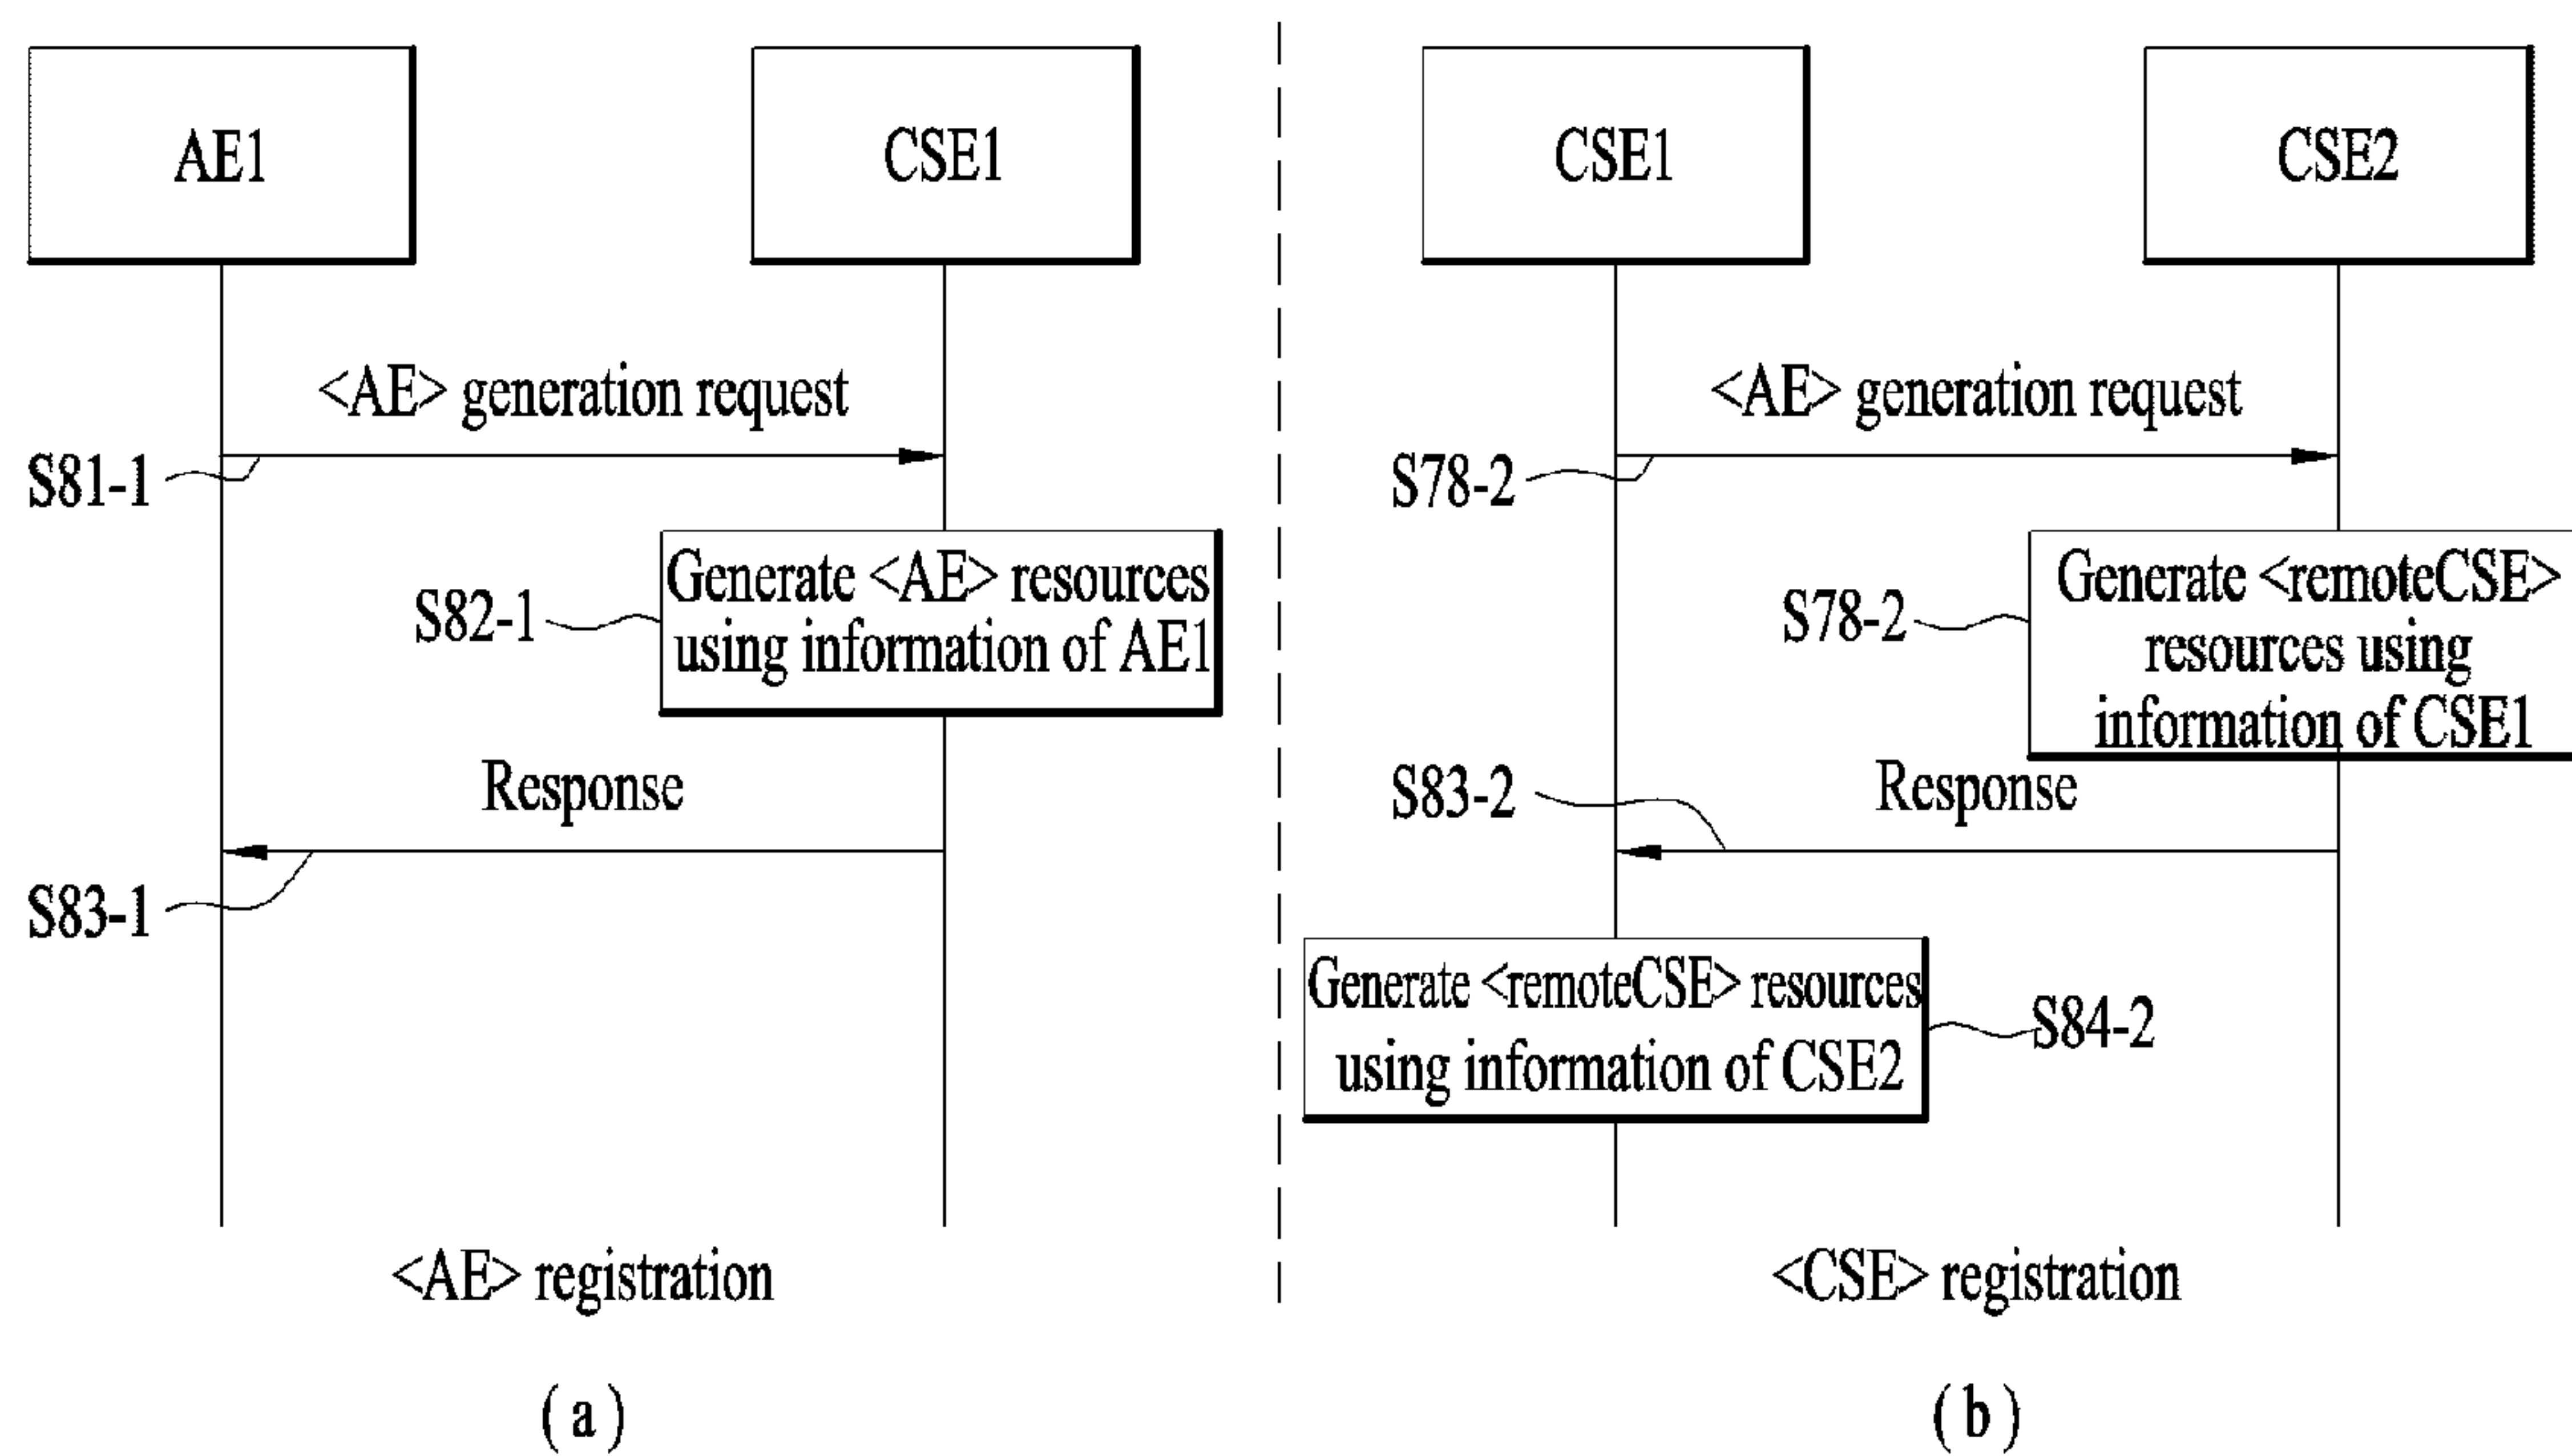 AE1
CSE1
<AE> generation request
S81-1
Generate <AE> resources
using information of AE1
S82-1
Response
S83-1
<AE> registration
( a )
CSE1
CSE2
<AE> generation request
S78-2
Generate <remoteCSE>
resources using
information of CSE1
S78-2
Response
S83-2
Generate <remoteCSE> resources
using information of CSE2
S84-2
<CSE> registration
( b )